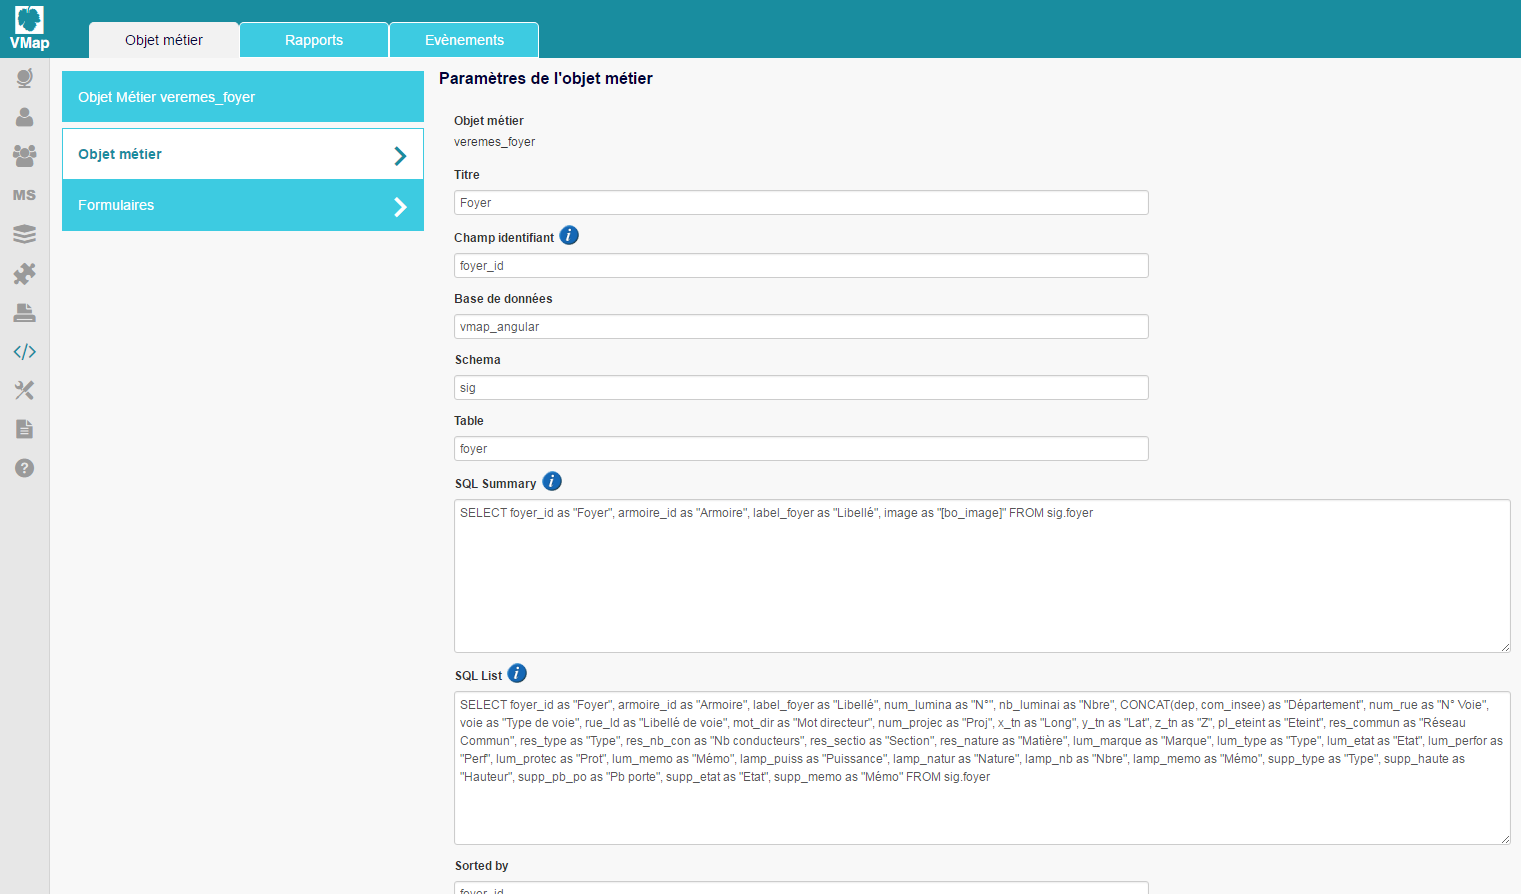 VMap
Objet métier
Rapports
Evènements
MS
Objet Métier veremes_foyer
Objet métier
Formulaires
Paramètres de l'objet métier
Objet métier
veremes_foyer
Titre
Foyer
Champ identifiant
foyer_id
Base de données
vmap_angular
Schema
sig
Table
foyer
SQL Summary
SELECT foyer_id as "Foyer", armoire_id as "Armoire", label_foyer as "Libellé", image as "[bo_image]" FROM sig.foyer
SQL List
SELECT foyer_id as "Foyer", armoire_id as "Armoire", label_foyer as "Libellé", num_lumina as "N°", nb_luminai as "Nbre", CONCAT(dep, com_insee) as "Département", num_rue as "N° Voie",
voie as "Type de voie", rue_ld as "Libellé de voie", mot_dir as "Mot directeur", num_projec as "Proj", x_tn as "Long", y_tn as "Lat", z_tn as "Z", pl_eteint as "Eteint", res_commun as "Réseau
Commun", res_type as "Type", res_nb_con as "Nb conducteurs", res_sectio as "Section", res_nature as "Matière", lum_marque as "Marque", lum_type as "Type", lum_etat as "Etat", lum_perfor as
"Perf", lum_protec as "Prot", lum_memo as "Mémo", lamp_puiss as "Puissance", lamp_natur as "Nature", lamp_nb as "Nbre", lamp_memo as "Mémo", supp_type as "Type", supp_haute as
"Hauteur", supp_pb_po as "Pb porte", supp_etat as "Etat", supp_memo as "Mémo" FROM sig.foyer
Sorted by
foyer_id